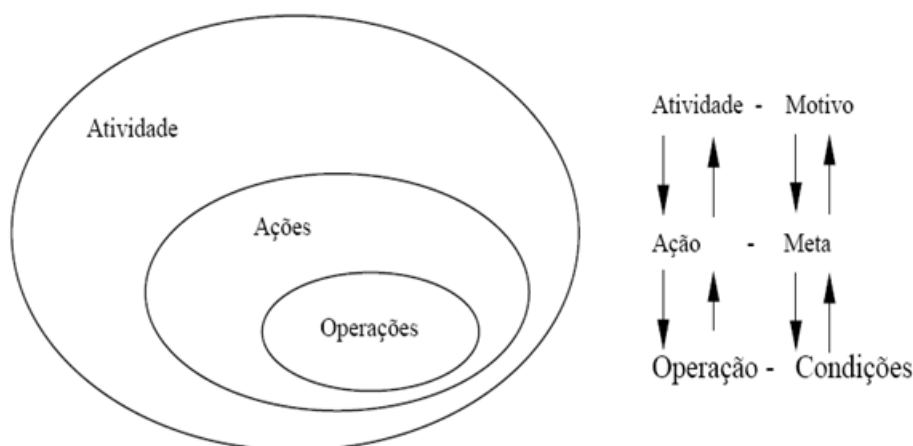 Atividade
Ações
Operações
Atividade - Motivo
Ação - Meta
Operação - Condições